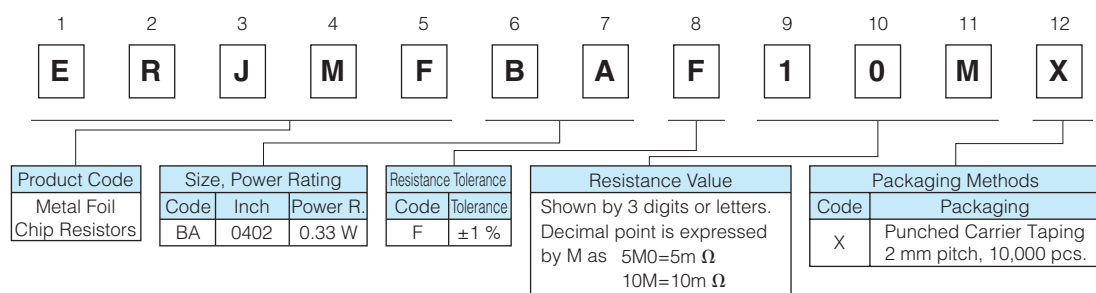 1 2 3 4 5 6 7 8 9 10 11 12
E R J M F B A F 1 0 M X
Product Code
Metal Foil
Chip Resistors
Size, Power Rating
Code Inch Power R.
BA 0402 0.33 W
Resistance Tolerance
Code Tolerance
F ±1 %
Resistance Value
Shown by 3 digits or letters.
Decimal point is expressed
by M as 5M0=5m Ω
10M=10m Ω
Packaging Methods
Code Packaging
X Punched Carrier Taping
2 mm pitch, 10,000 pcs.